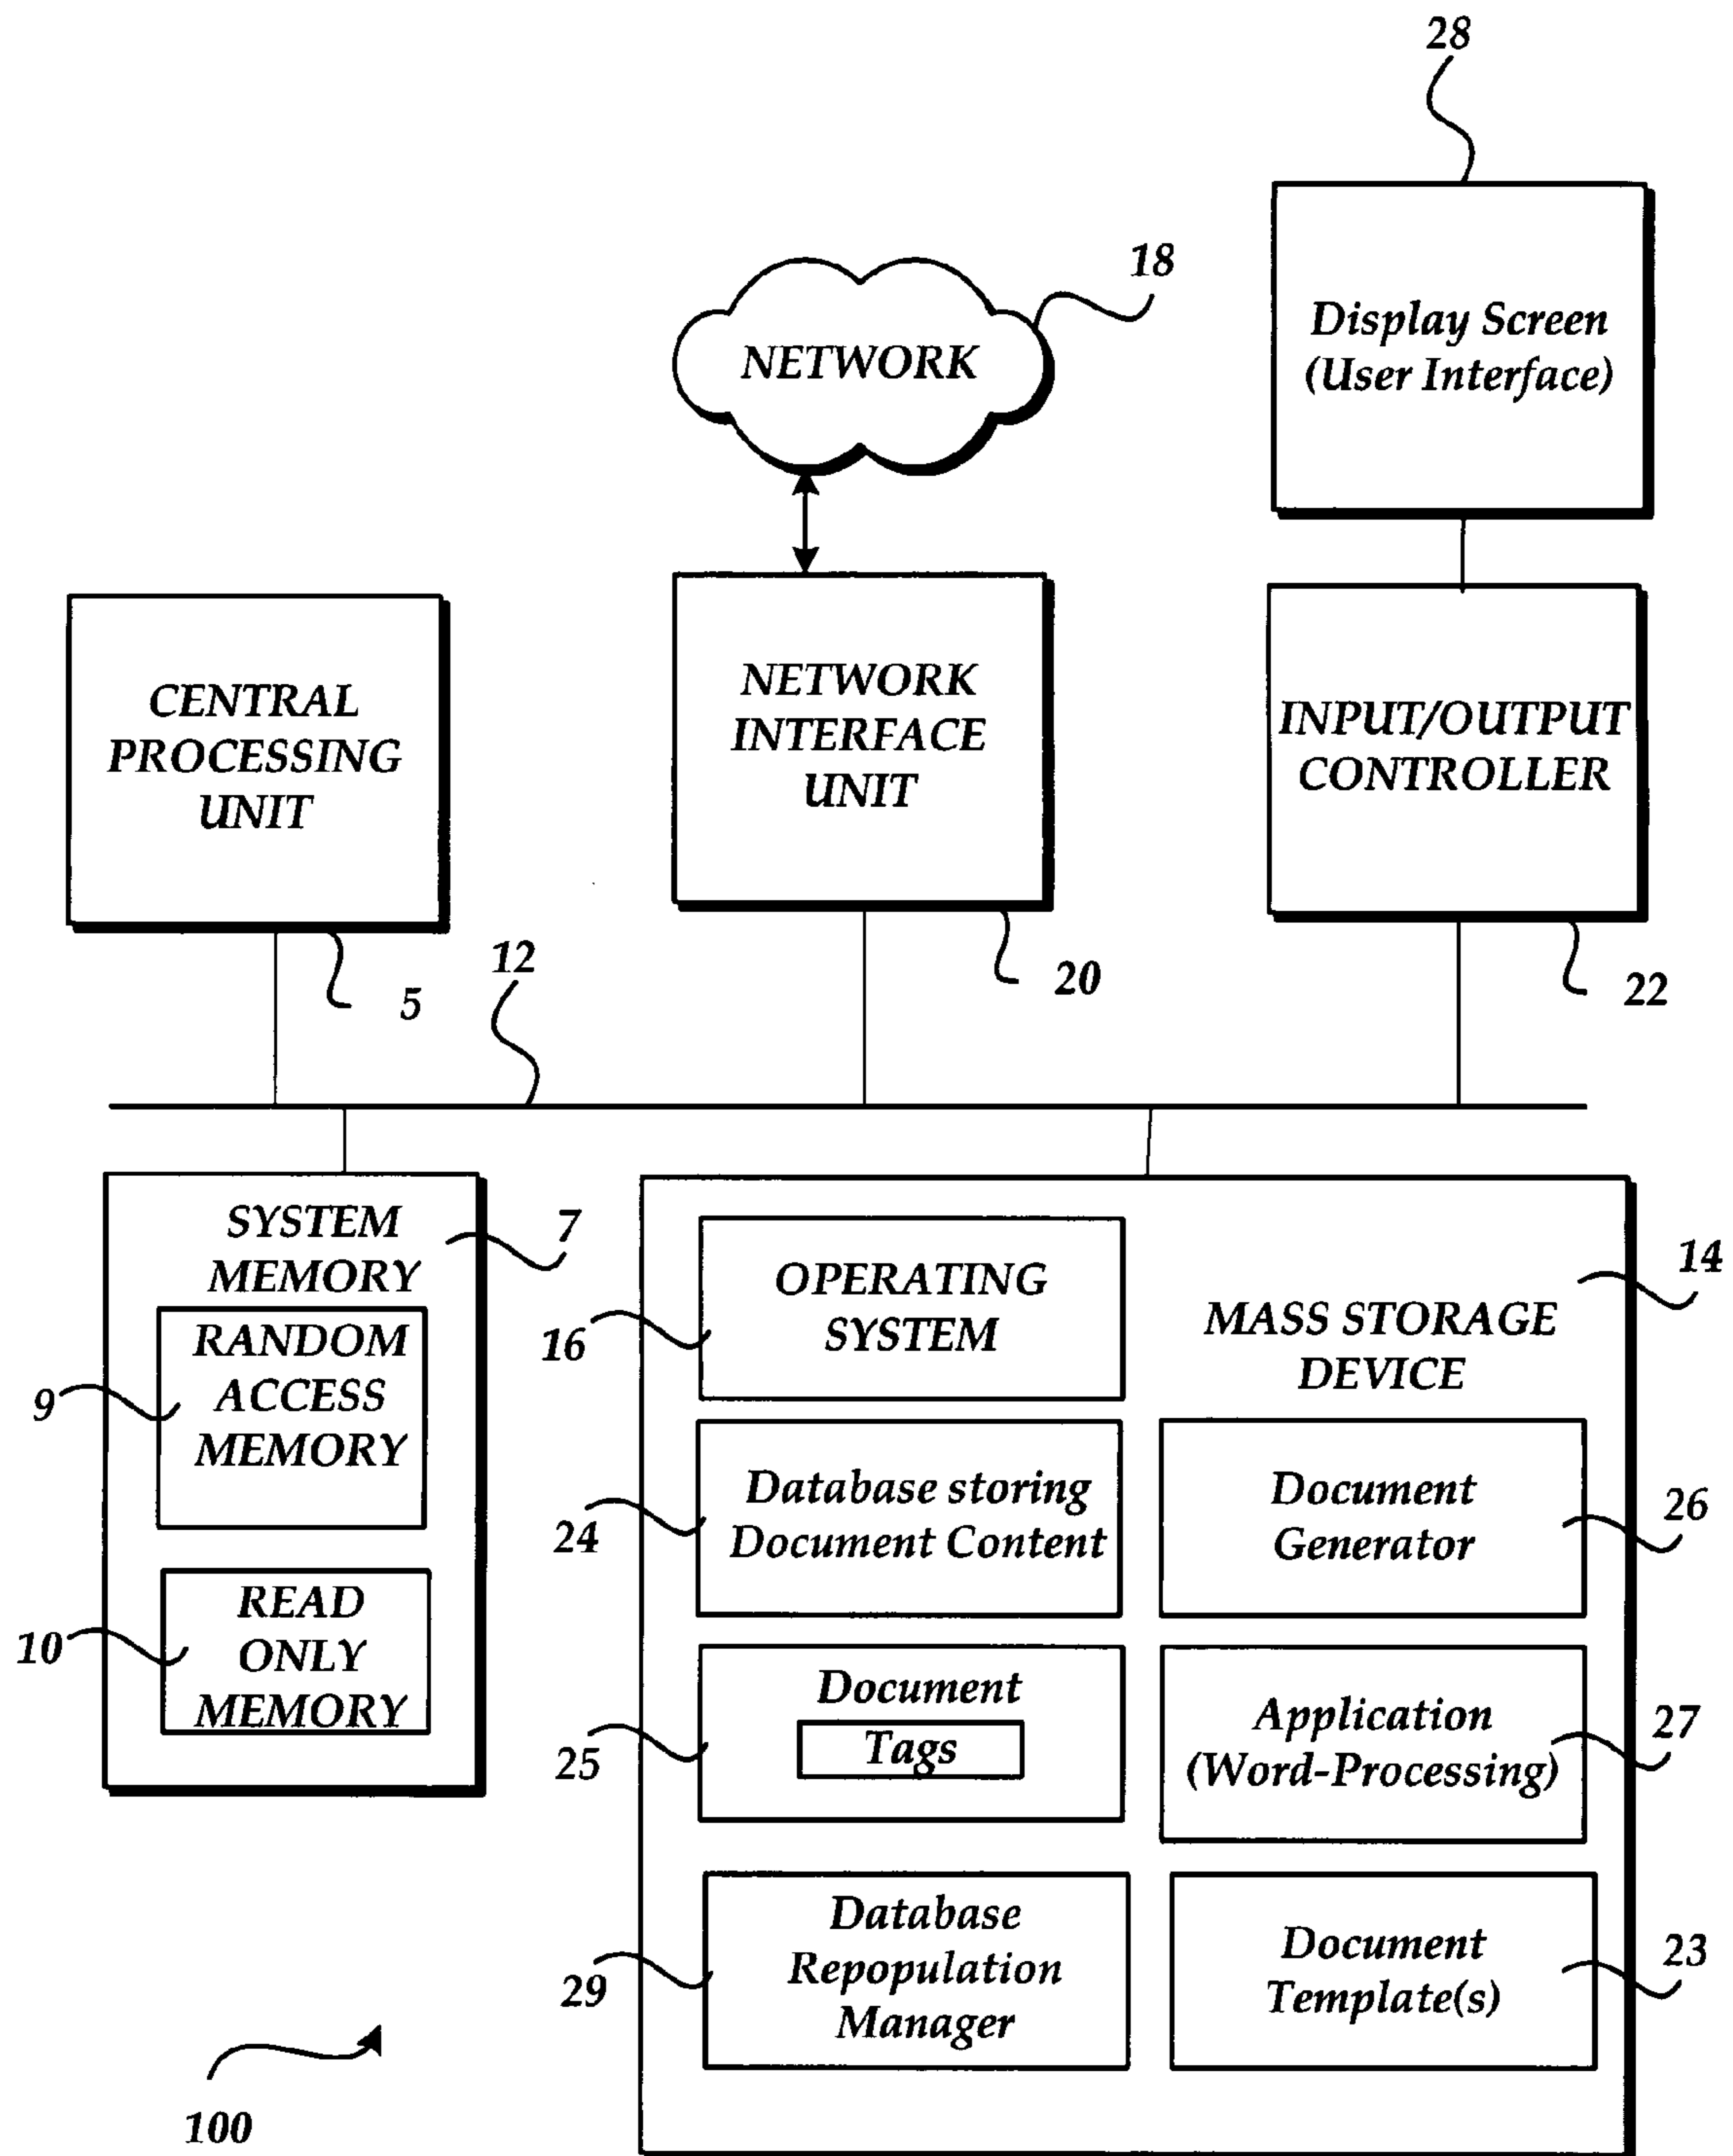 28
18
NETWORK
Display Screen
(User Interface)
CENTRAL
PROCESSING
UNIT
NETWORK
INTERFACE
UNIT
INPUT/OUTPUT
CONTROLLER
5
12
20
22
SYSTEM
MEMORY
7
RANDOM
ACCESS
MEMORY
9
READ
ONLY
MEMORY
10
OPERATING
SYSTEM
16
MASS STORAGE
DEVICE
14
Database storing
Document Content
24
Document
Generator
26
Document
Tags
25
Application
(Word-Processing)
27
Database
Repopulation
Manager
29
Document
Template(s)
23
100